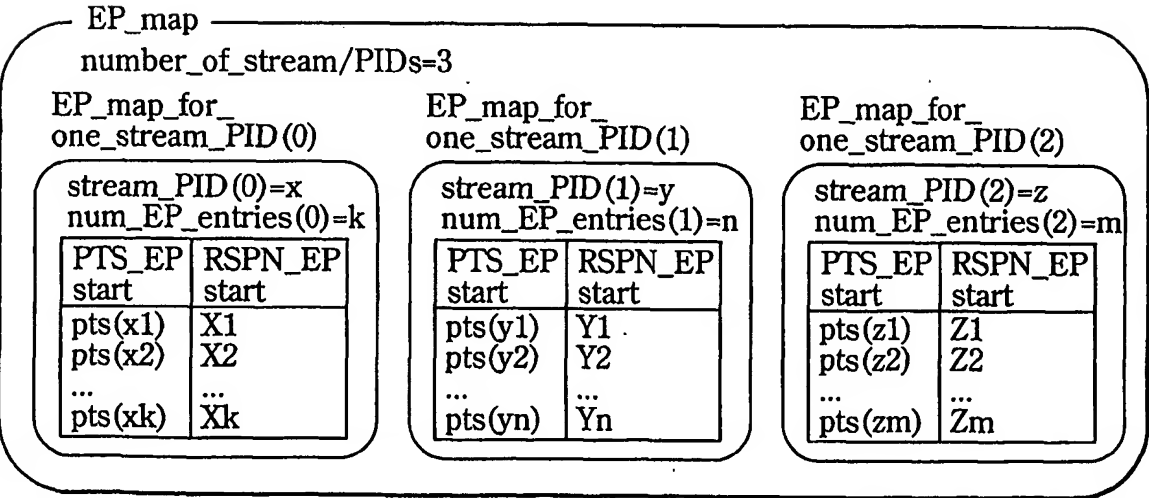 EP_map
number_of_stream/PIDs=3
EP_map_for_
one_stream_PID(0)
stream_PID(0)=x
num_EP_entries(0)=k
PTS_EP RSPN_EP
start start
pts(x1) X1
pts(x2) X2
... ...
pts(xk) Xk
EP_map_for_
one_stream_PID(1)
stream_PID(1)=y
num_EP_entries(1)=n
PTS_EP RSPN_EP
start start
pts(y1) Y1
pts(y2) Y2
... ...
pts(yn) Yn
EP_map_for_
one_stream_PID(2)
stream_PID(2)=z
num_EP_entries(2)=m
PTS_EP RSPN_EP
start start
pts(z1) Z1
pts(z2) Z2
... ...
pts(zm) Zm